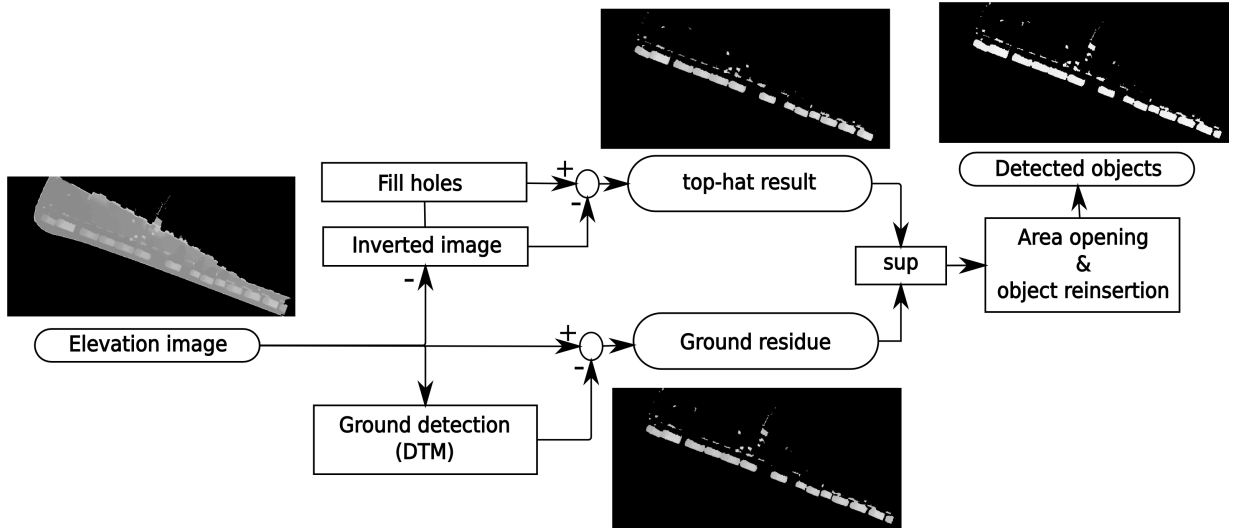 Fill holes
+
-
top-hat result
Detected objects
Inverted image
-
sup
Area opening
&
object reinsertion
Elevation image
+
-
Ground residue
Ground detection
(DTM)